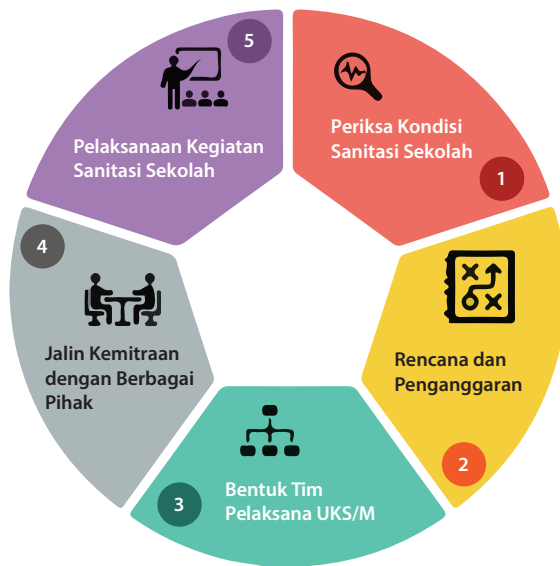 Periksa Kondisi
Sanitasi Sekolah
1
Rencana dan
Penganggaran
2
Bentuk Tim
Pelaksana UKS/M
3
4
Jalin Kemitraan
dengan Berbagai
Pihak
5
Pelaksanaan Kegiatan
Sanitasi Sekolah